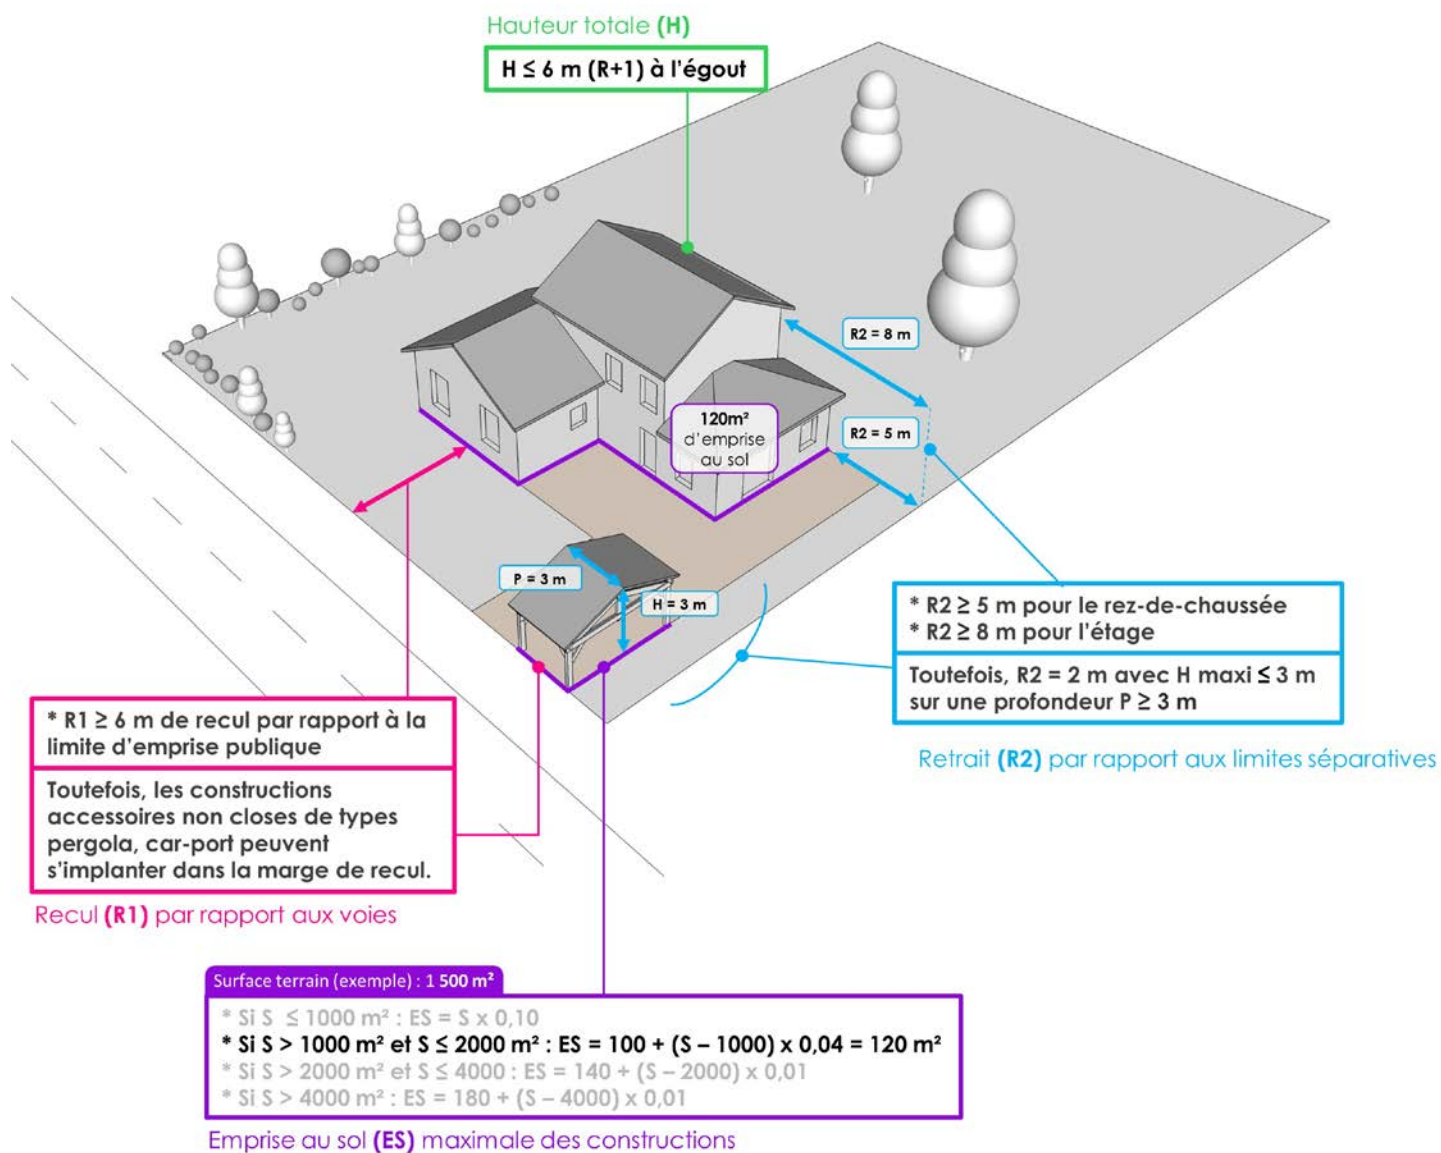 Hauteur totale (H)
H ≤ 6 m (R+1) à l'égout
R2 = 8 m
120m²
d'emprise
au sol
R2 = 5 m
P = 3 m
H = 3 m
* R2 ≥ 5 m pour le rez-de-chaussée
* R2 ≥ 8 m pour l'étage
Toutefois, R2 = 2 m avec H maxi ≤ 3 m
sur une profondeur P ≥ 3 m
Retrait (R2) par rapport aux limites séparatives
* R1 ≥ 6 m de recul par rapport à la
limite d'emprise publique
Toutefois, les constructions
accessoires non closes de types
pergola, car-port peuvent
s'implanter dans la marge de recul.
Recul (R1) par rapport aux voies
Surface terrain (exemple) : 1 500 m²
* Si S ≤ 1000 m² : ES = S x 0,10
* Si S > 1000 m² et S ≤ 2000 m² : ES = 100 + (S – 1000) x 0,04 = 120 m²
* Si S > 2000 m² et S ≤ 4000 : ES = 140 + (S – 2000) x 0,01
* Si S > 4000 m² : ES = 180 + (S – 4000) x 0,01
Emprise au sol (ES) maximale des constructions